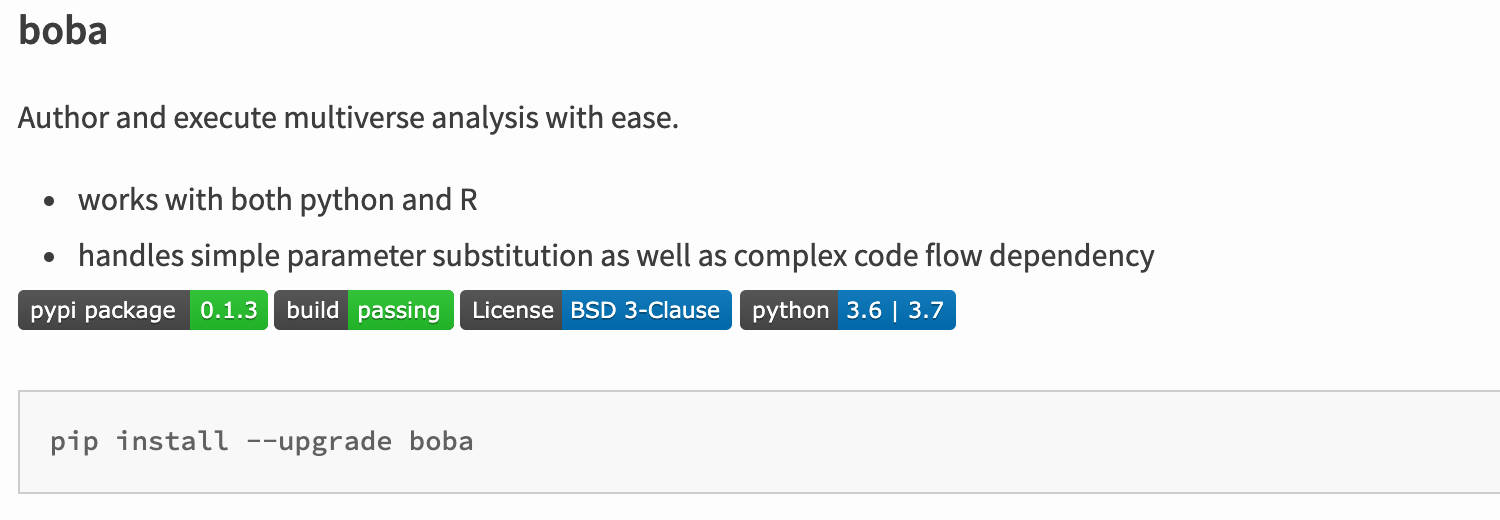 boba
Author and execute multiverse analysis with ease.
• works with both python and R
• handles simple parameter substitution as well as complex code flow dependency
pypi package 0.1.3 build passing License BSD 3-Clause python 3.6 | 3.7
pip install --upgrade boba